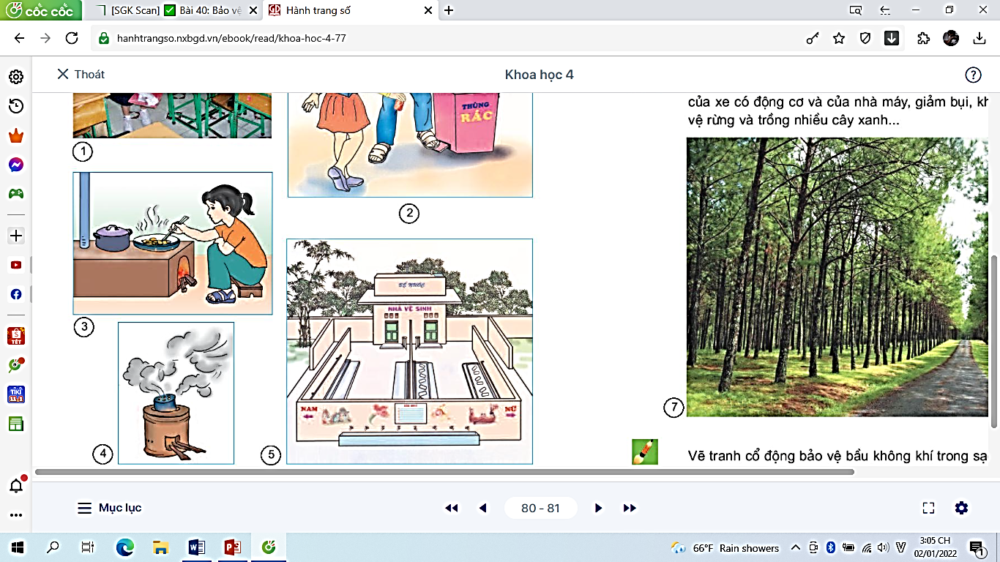 cốc cốc
[SGK Scan] ✅ Bài 40: Bảo vệ
Hành trang số
hanhtrangso.nxbgd.vn/ebook/read/khoa-hoc-4-77
Thoát
Khoa học 4
?
1
THÙNG
RÁC
2
3
4
BỂ NƯỚC
NHÀ VỆ SINH
NAM
NỮ
5
của xe có động cơ và của nhà máy, giảm bụi, kh
vệ rừng và trồng nhiều cây xanh...
7
Vẽ tranh cổ động bảo vệ bầu không khí trong sạ
TẾT
TIKI
Mục lục
80 - 81
66°F Rain showers
3:05 CH
02/01/2022
1